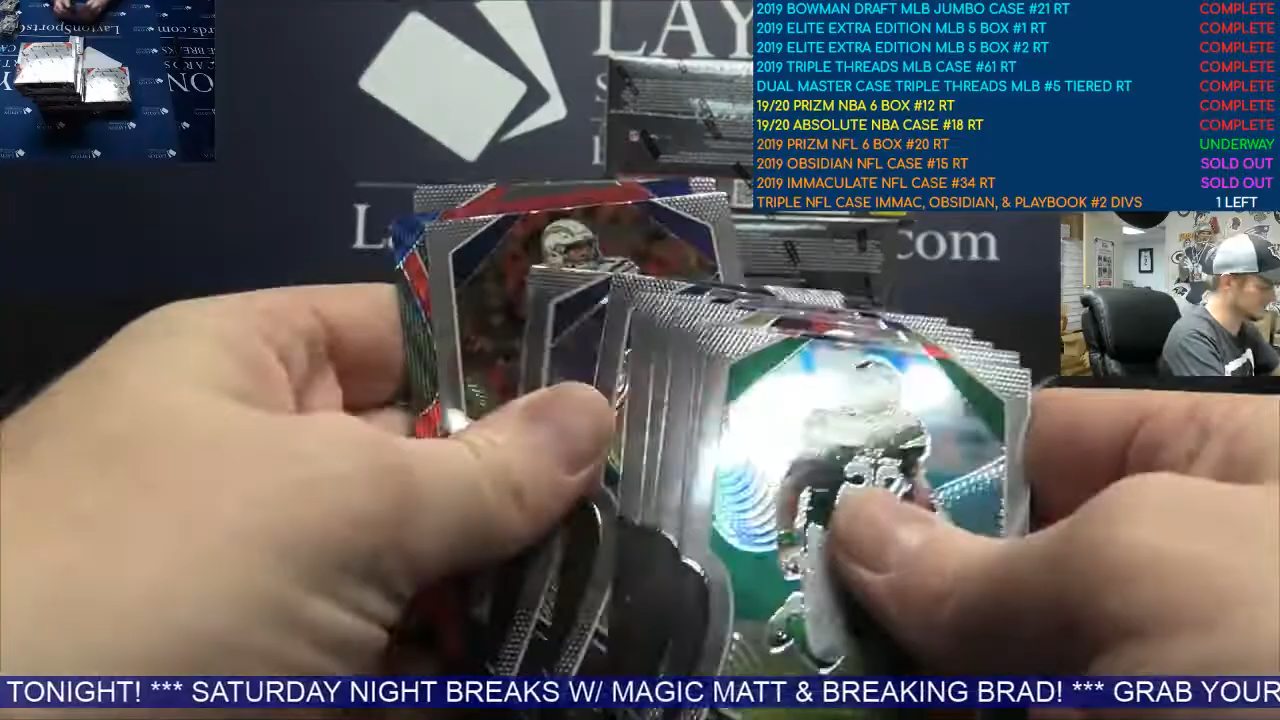 2019 BOWMAN DRAFT MLB JUMBO CASE #21 RT COMPLETE
2019 ELITE EXTRA EDITION MLB 5 BOX #1 RT COMPLETE
2019 ELITE EXTRA EDITION MLB 5 BOX #2 RT COMPLETE
2019 TRIPLE THREADS MLB CASE #61 RT COMPLETE
DUAL MASTER CASE TRIPLE THREADS MLB #5 TIERED RT COMPLETE
19/20 PRIZM NBA 6 BOX #12 RT COMPLETE
19/20 ABSOLUTE NBA CASE #18 RT COMPLETE
2019 PRIZM NFL 6 BOX #20 RT UNDERWAY
2019 OBSIDIAN NFL CASE #15 RT SOLD OUT
2019 IMMACULATE NFL CASE #34 RT SOLD OUT
TRIPLE NFL CASE IMMAC, OBSIDIAN, & PLAYBOOK #2 DIVS 1 LEFT
LAY
.com
TONIGHT! *** SATURDAY NIGHT BREAKS W/ MAGIC MATT & BREAKING BRAD! *** GRAB YOUR